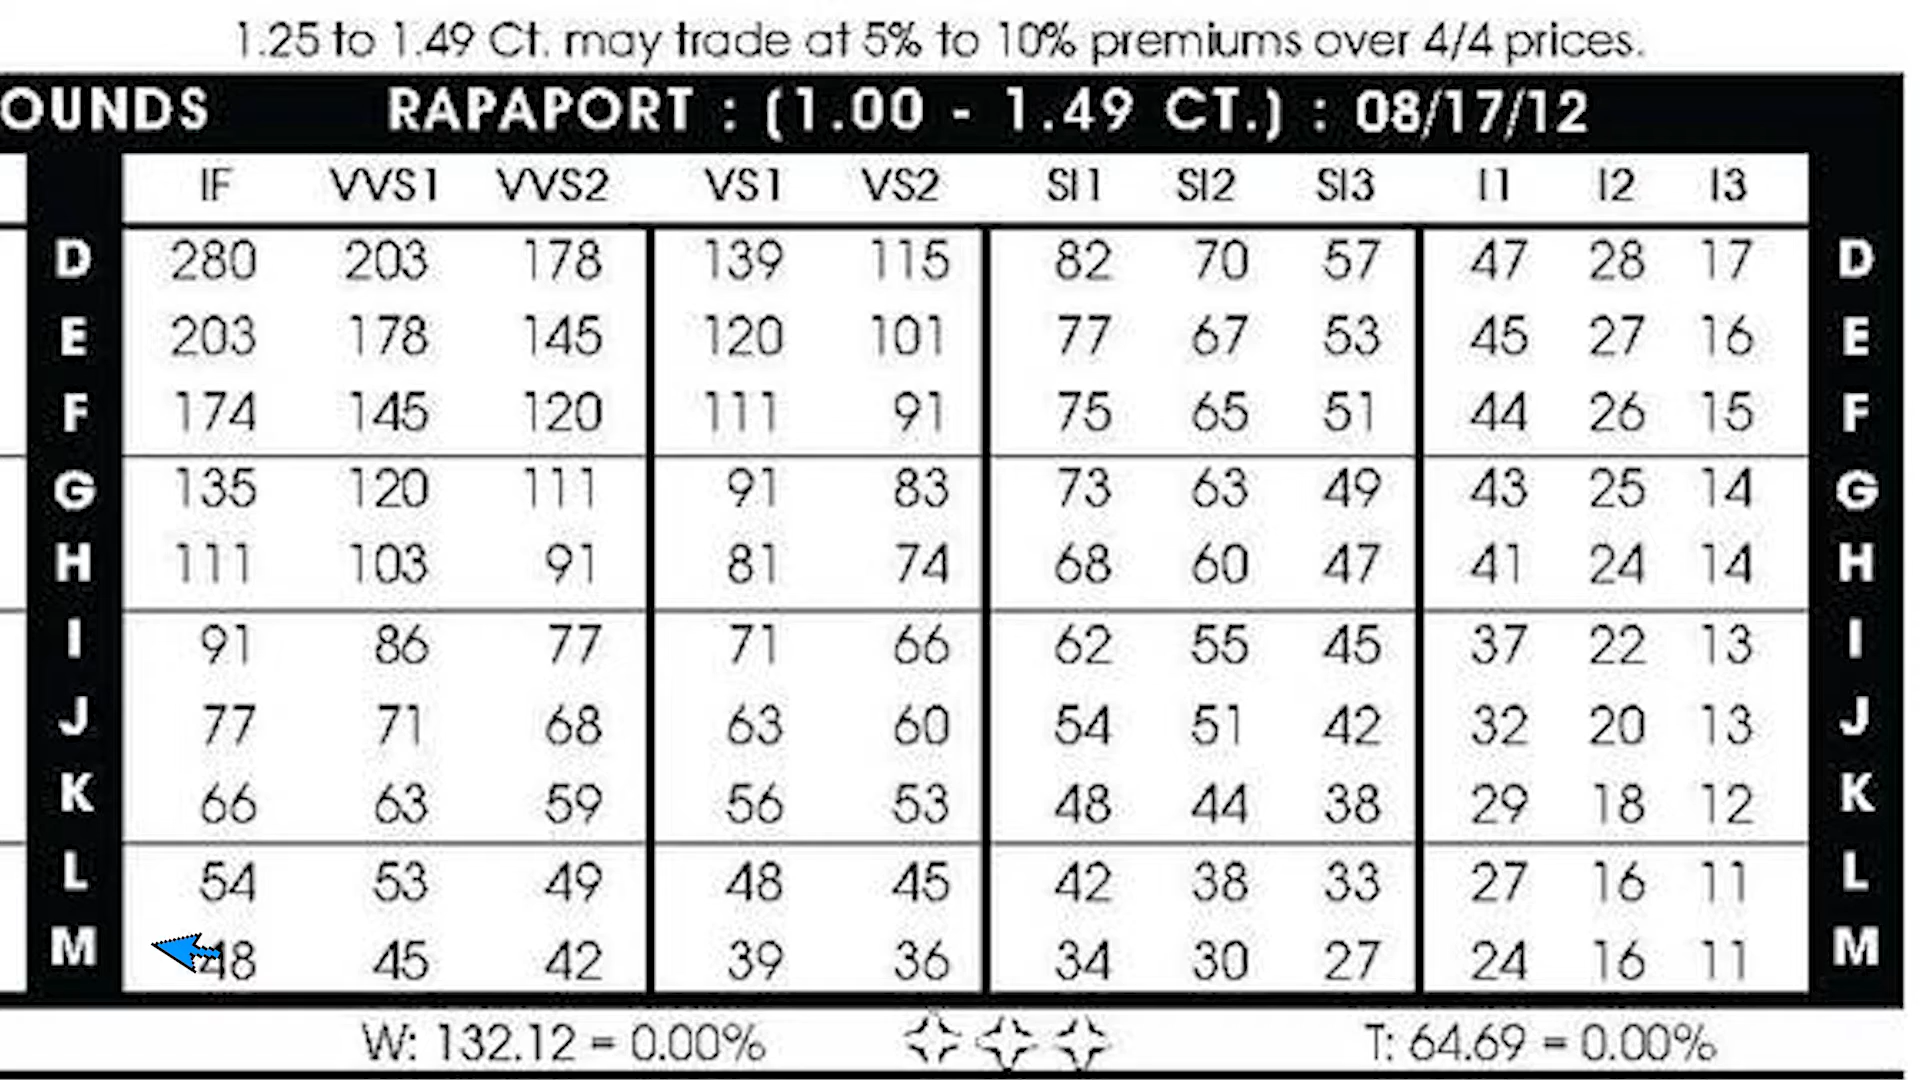 1.25 to 1.49 Ct. may trade at 5% to 10% premiums over 4/4 prices.
OUNDS RAPAPORT : (1.00 - 1.49 CT.) : 08/17/12
IF VVS1 VVS2 VS1 VS2 SI1 SI2 SI3 I1 I2 I3
D 280 203 178 139 115 82 70 57 47 28 17 D
E 203 178 145 120 101 77 67 53 45 27 16 E
F 174 145 120 111 91 75 65 51 44 26 15 F
G 135 120 111 91 83 73 63 49 43 25 14 G
H 111 103 91 81 74 68 60 47 41 24 14 H
I 91 86 77 71 66 62 55 45 37 22 13 I
J 77 71 68 63 60 54 51 42 32 20 13 J
K 66 63 59 56 53 48 44 38 29 18 12 K
L 54 53 49 48 45 42 38 33 27 16 11 L
M 48 45 42 39 36 34 30 27 24 16 11 M
W: 132.12 = 0.00% T: 64.69 = 0.00%